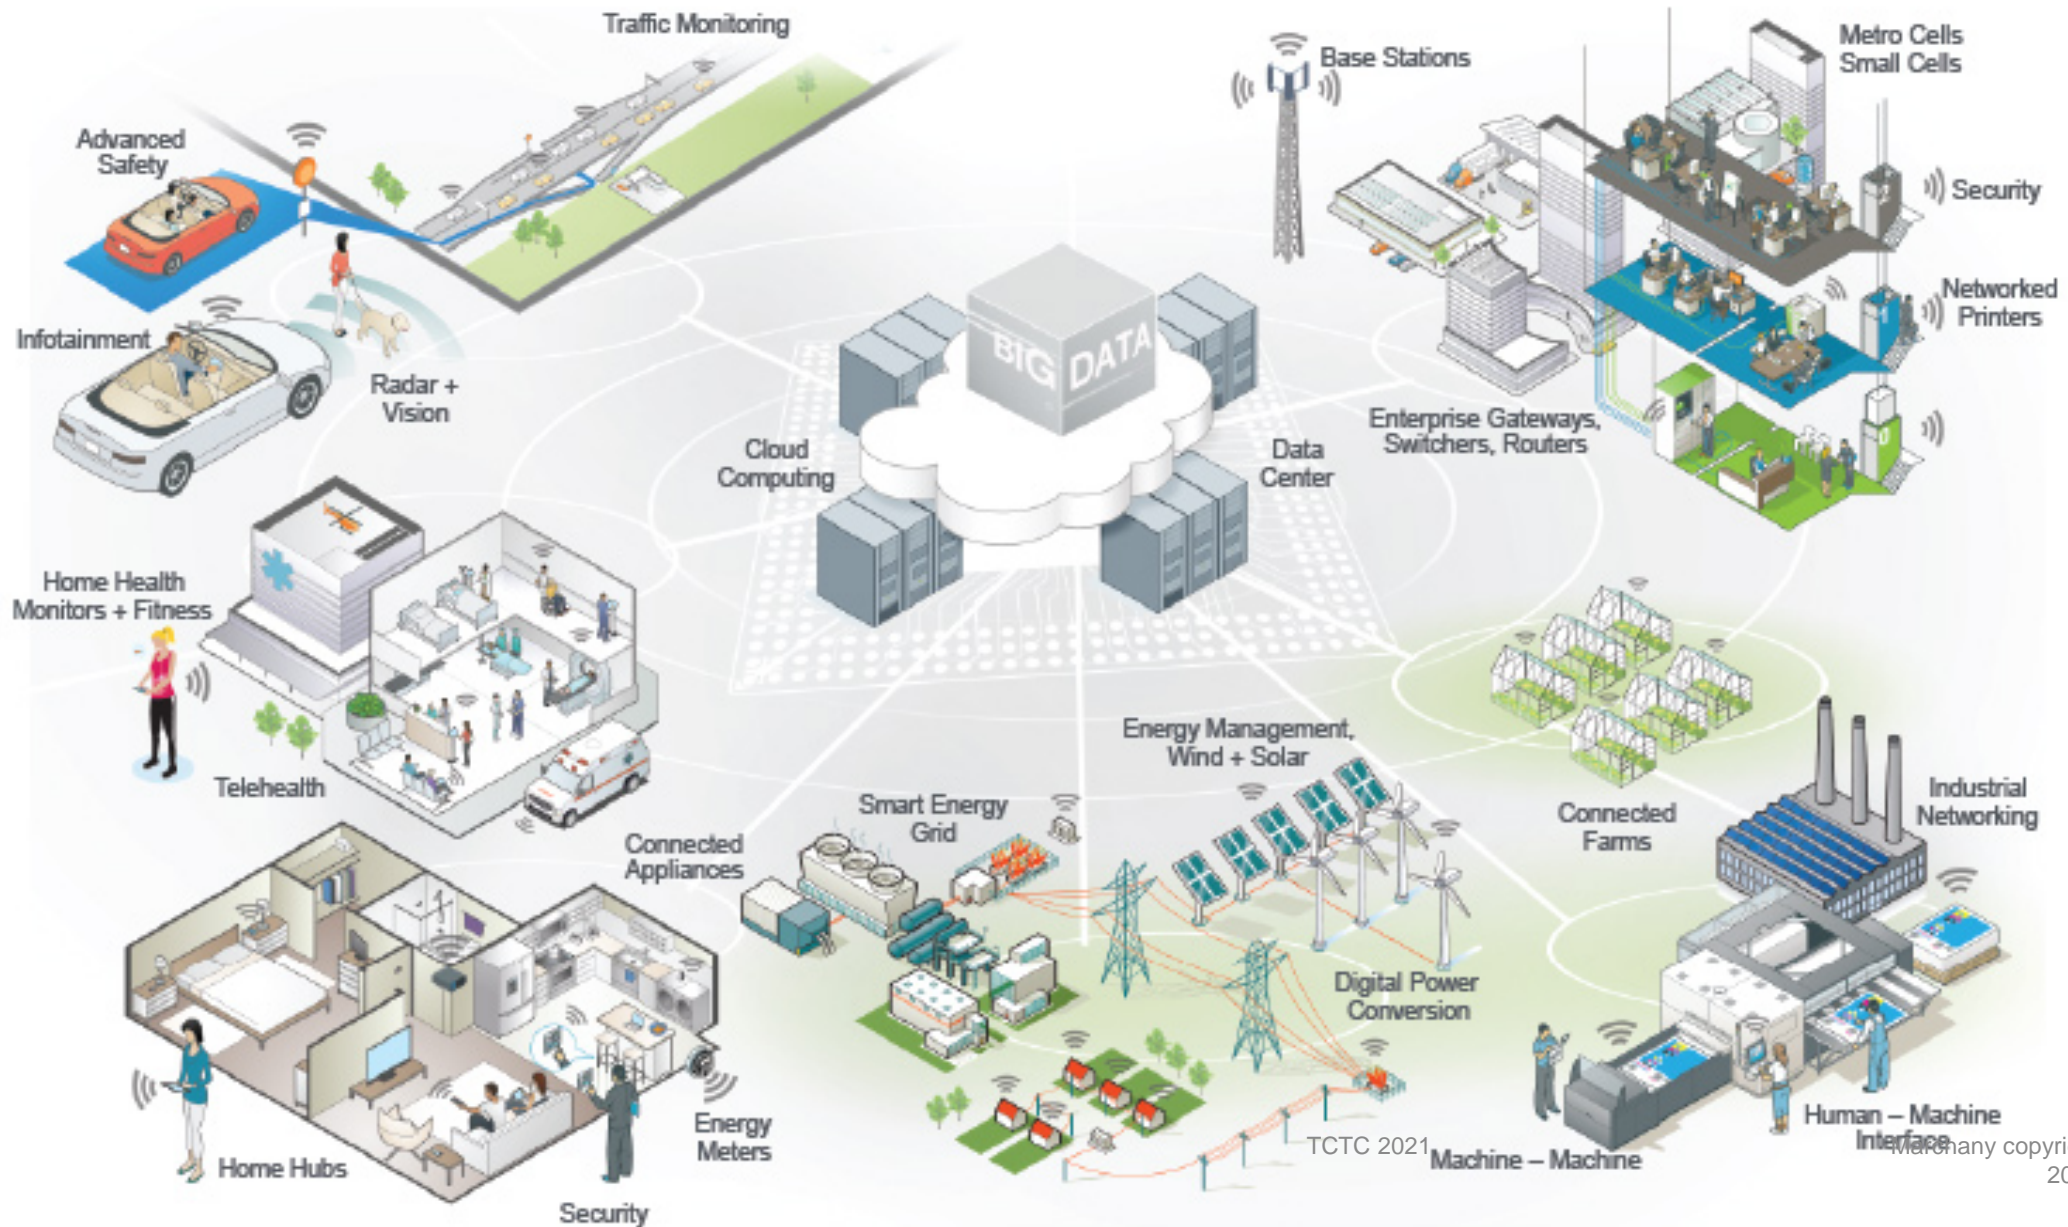 Traffic Monitoring
Base Stations
Metro Cells
Small Cells
Advanced
Safety
Security
Infotainment
Radar +
Vision
Networked
Printers
BIG DATA
Cloud
Computing
Data
Center
Enterprise Gateways,
Switchers, Routers
Home Health
Monitors + Fitness
Telehealth
Energy Management,
Wind + Solar
Smart Energy
Grid
Connected
Farms
Industrial
Networking
Connected
Appliances
Digital Power
Conversion
Energy
Meters
Home Hubs
Security
Machine – Machine
Human – Machine
Interface
TCTC 2021
Marchany copyri
20